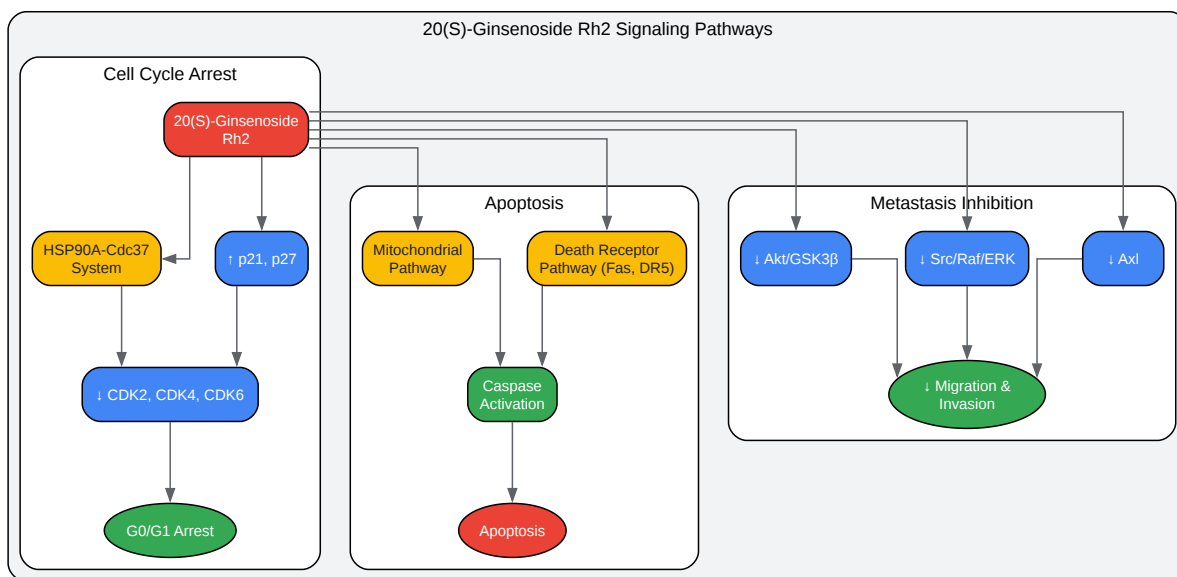 20(S)-Ginsenoside Rh2 Signaling Pathways
Cell Cycle Arrest
20(S)-Ginsenoside
Rh2
HSP90A-Cdc37
System
↑ p21, p27
↓ CDK2, CDK4, CDK6
G0/G1 Arrest
Apoptosis
Mitochondrial
Pathway
Death Receptor
Pathway (Fas, DR5)
Caspase
Activation
Apoptosis
Metastasis Inhibition
↓ Akt/GSK3β
↓ Src/Raf/ERK
↓ Axl
↓ Migration &
Invasion